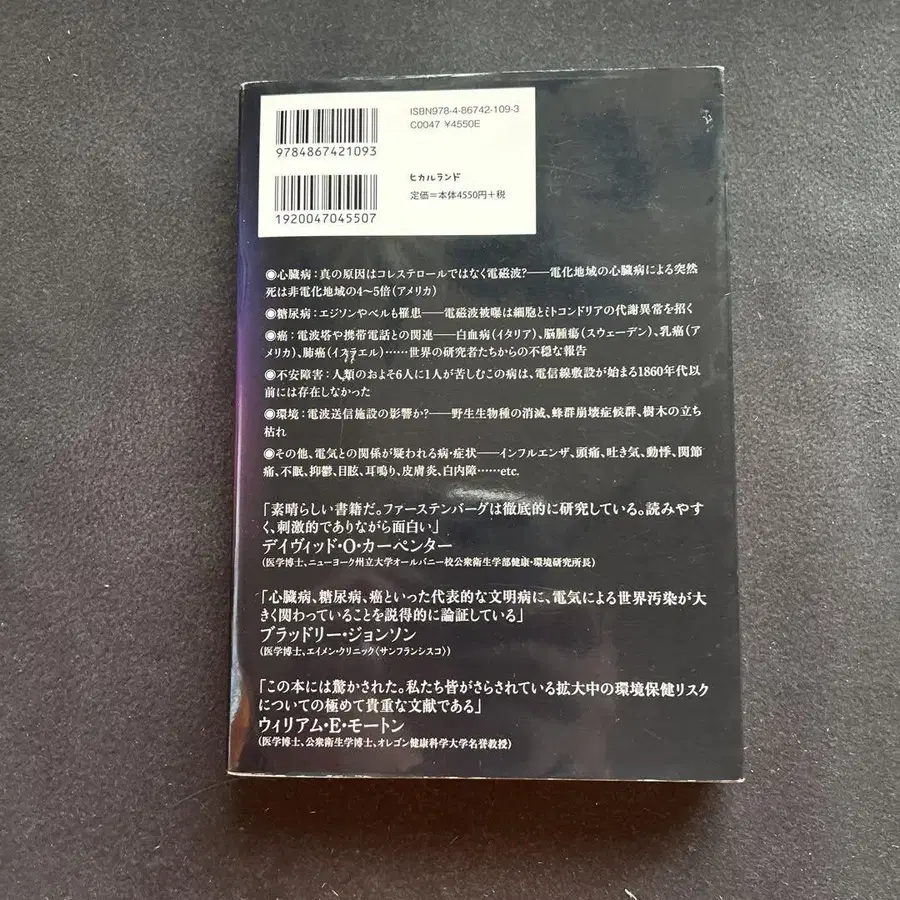 ISBN978-4-86742-109-3
C0047 ¥4550E
9784867421093
ヒカルランド
定価=本体4550円+税
1920047045507
◉心臓病:真の原因はコレステロールではなく電磁波?──電化地域の心臓病による突然
死は非電化地域の4〜5倍(アメリカ)
◉糖尿病:エジソンやベルも罹患──電磁波被曝は細胞とミトコンドリアの代謝異常を招く
◉癌:電波塔や携帯電話との関連──白血病(イタリア)、脳腫瘍(スウェーデン)、乳癌(ア
メリカ)、肺癌(イスラエル)……世界の研究者たちからの不穏な報告
◉不安障害:人類のおよそ6人に1人が苦しむこの病は、電信線敷設が始まる1860年代以
前には存在しなかった
◉環境:電波送信施設の影響か?──野生生物種の消滅、蜂群崩壊症候群、樹木の立ち
枯れ
◉その他、電気との関係が疑われる病・症状──インフルエンザ、頭痛、吐き気、動悸、関節
痛、不眠、抑鬱、目眩、耳鳴り、皮膚炎、白内障……etc.
「素晴らしい書籍だ。ファーステンバーグは徹底的に研究している。読みやす
く、刺激的でありながら面白い」
デイヴィッド・O・カーペンター
(医学博士、ニューヨーク州立大学オールバニー校公衆衛生学部健康・環境研究所長)
「心臓病、糖尿病、癌といった代表的な文明病に、電気による世界汚染が大
きく関わっていることを説得的に論証している」
ブラッドリー・ジョンソン
(医学博士、エイメン・クリニック〈サンフランシスコ〉)
「この本には驚かされた。私たち皆がさらされている拡大中の環境保健リスク
についての極めて貴重な文献である」
ウィリアム・E・モートン
(医学博士、公衆衛生学博士、オレゴン健康科学大学名誉教授)